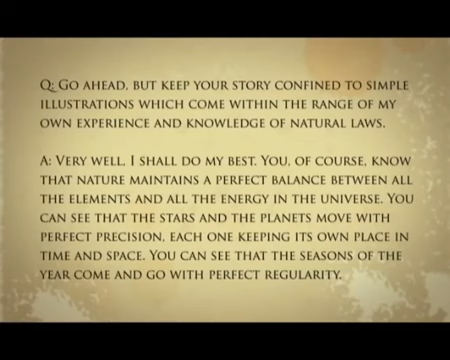 Q: Go ahead, but keep your story confined to simple
illustrations which come within the range of my
own experience and knowledge of natural laws.
A: Very well, I shall do my best. You, of course, know
that nature maintains a perfect balance between all
the elements and all the energy in the universe. You
can see that the stars and the planets move with
perfect precision, each one keeping its own place in
time and space. You can see that the seasons of the
year come and go with perfect regularity.